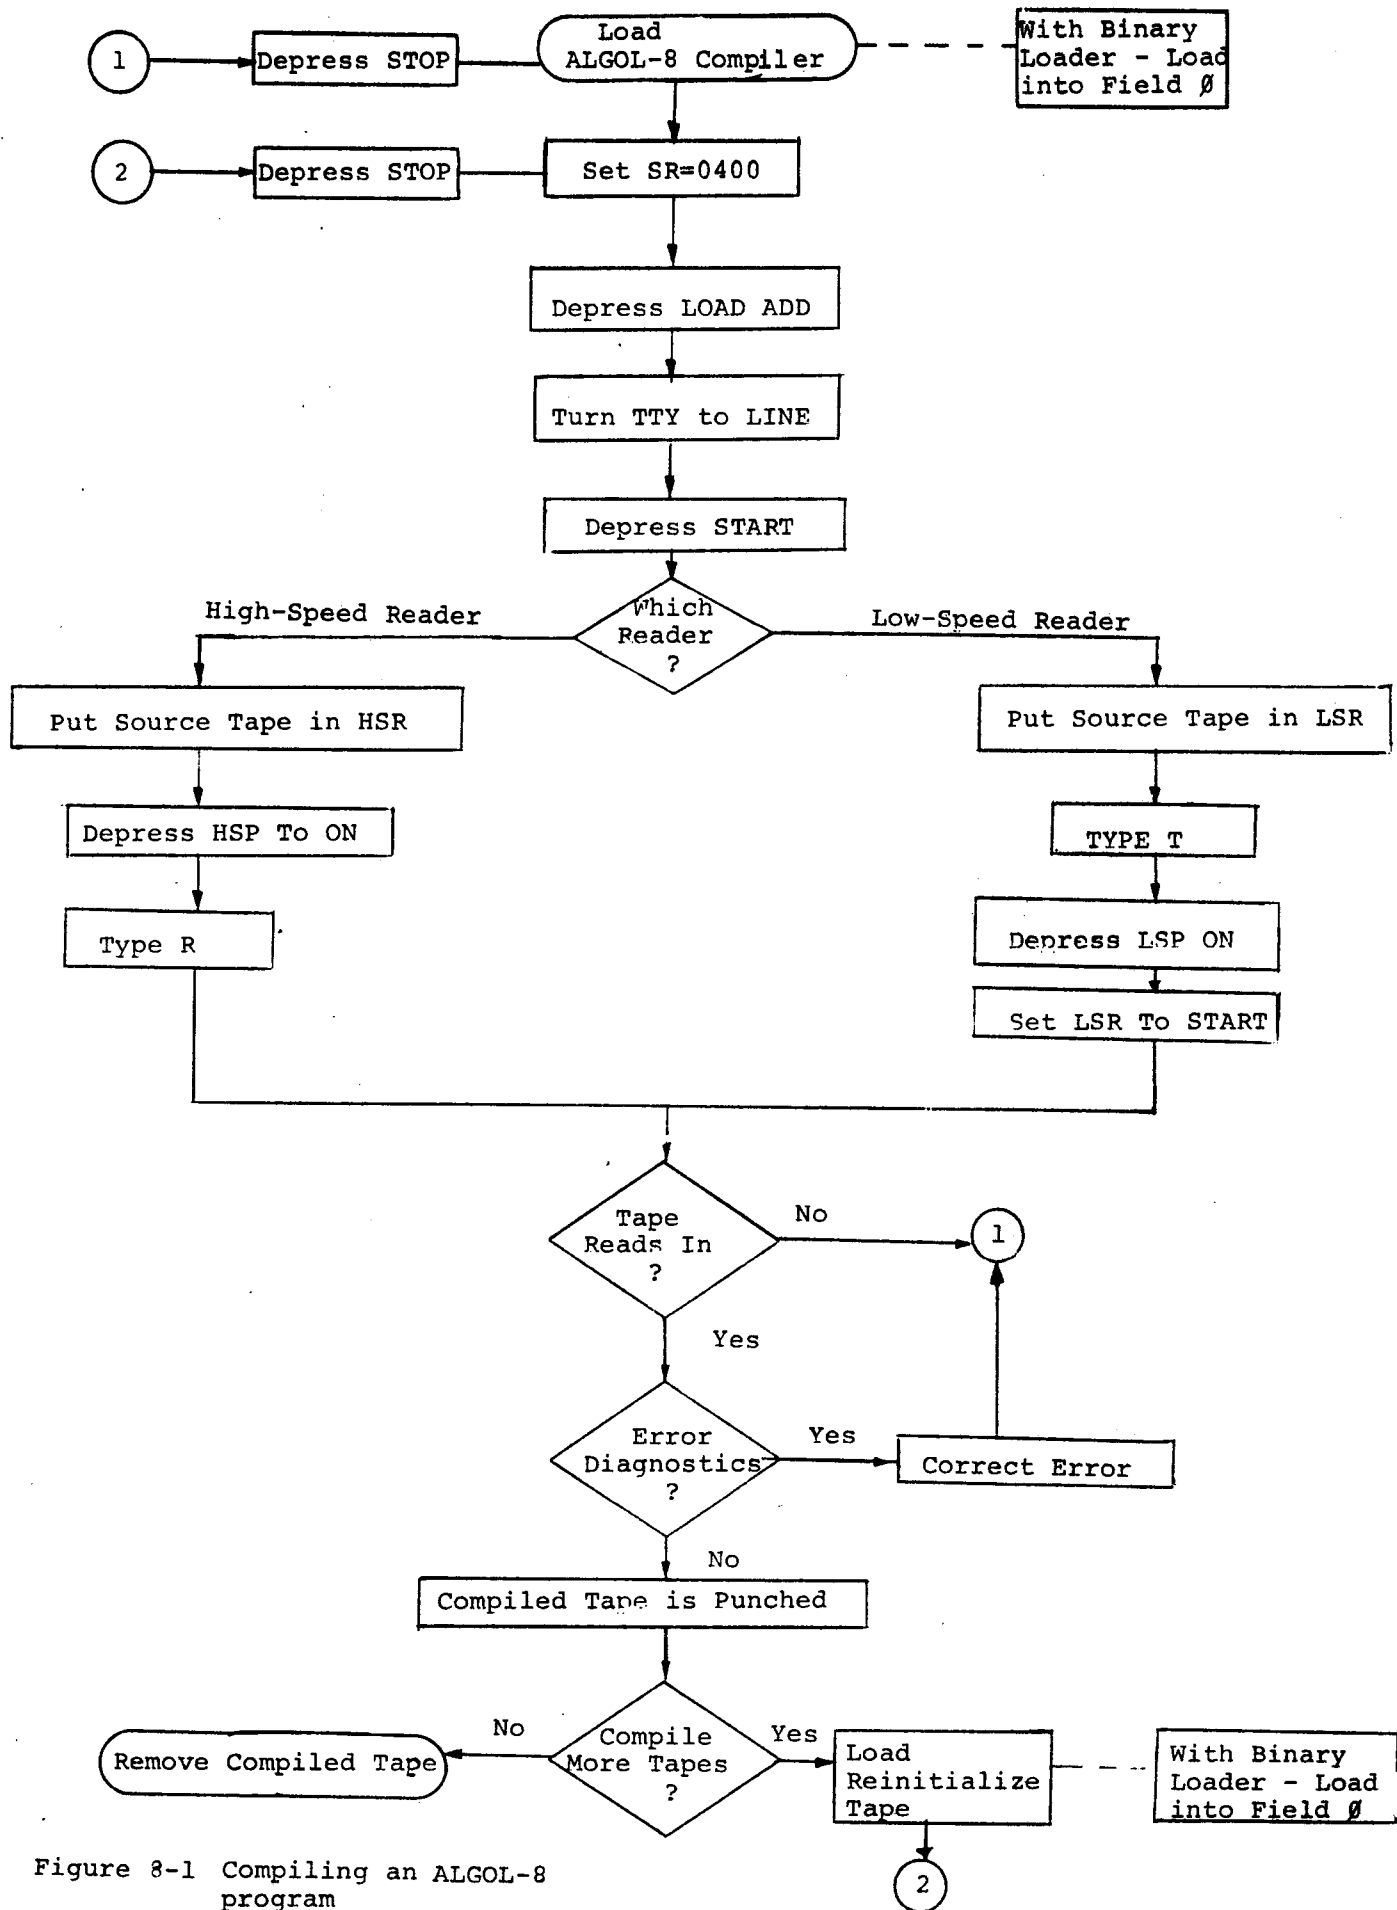 1
Depress STOP
Load
ALGOL-8 Compiler
With Binary
Loader - Load
into Field Ø
2
Depress STOP
Set SR=0400
Depress LOAD ADD
Turn TTY to LINE
Depress START
Which
Reader
?
High-Speed Reader
Low-Speed Reader
Put Source Tape in HSR
Put Source Tape in LSR
Depress HSP To ON
TYPE T
Type R
Depress LSP ON
Set LSR To START
Tape
Reads In
?
No
1
Yes
Error
Diagnostics
?
Yes
Correct Error
No
Compiled Tape is Punched
Compile
More Tapes
?
No
Remove Compiled Tape
Yes
Load
Reinitialize
Tape
With Binary
Loader - Load
into Field Ø
2
Figure 8-1 Compiling an ALGOL-8
program